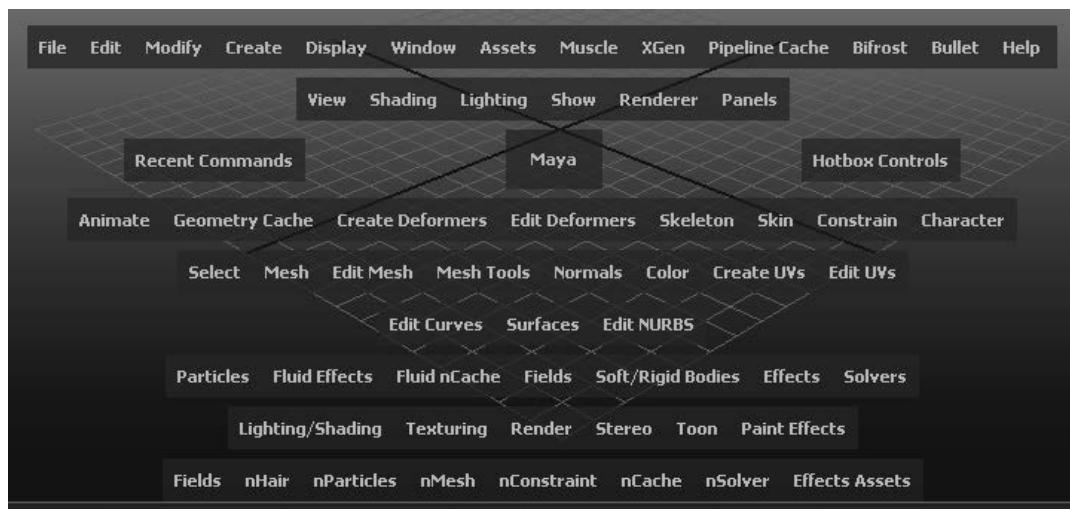 File Edit Modify Create Display Window Assets Muscle XGen Pipeline Cache Bifrost Bullet Help
View Shading Lighting Show Renderer Panels
Recent Commands Maya Hotbox Controls
Animate Geometry Cache Create Deformers Edit Deformers Skeleton Skin Constrain Character
Select Mesh Edit Mesh Mesh Tools Normals Color Create UVs Edit UVs
Edit Curves Surfaces Edit NURBS
Particles Fluid Effects Fluid nCache Fields Soft/Rigid Bodies Effects Solvers
Lighting/Shading Texturing Render Stereo Toon Paint Effects
Fields nHair nParticles nMesh nConstraint nCache nSolver Effects Assets